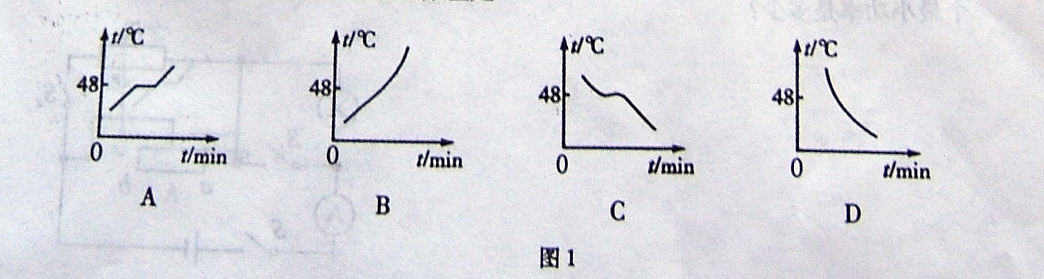 t/℃ t/℃ t/℃ t/℃
48 48 48 48
0 t/min 0 t/min 0 t/min 0 t/min
A B C D
图1